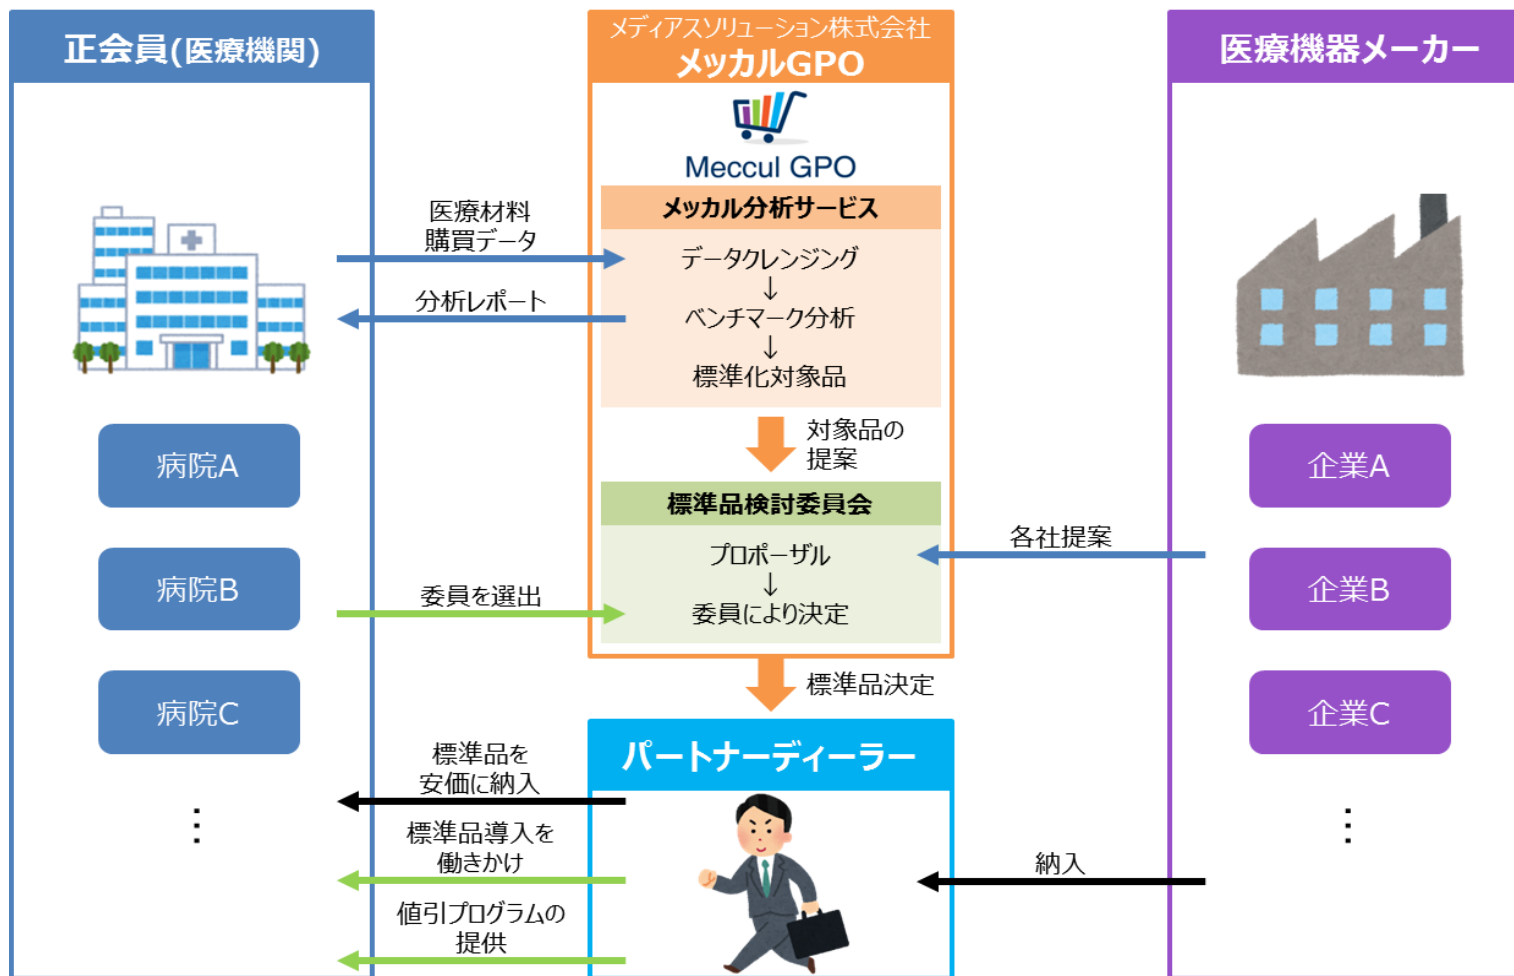 正会員(医療機関)
メディアスソリューション株式会社
メッカルGPO
医療機器メーカー
Meccul GPO
メッカル分析サービス
医療材料
購買データ
データクレンジング
↓
分析レポート
ベンチマーク分析
↓
標準化対象品
対象品の
提案
病院A
企業A
標準品検討委員会
各社提案
プロポーザル
↓
病院B
委員を選出
委員により決定
企業B
標準品決定
病院C
企業C
パートナーディーラー
標準品を
安価に納入
⋮
⋮
標準品導入を
働きかけ
納入
値引プログラムの
提供